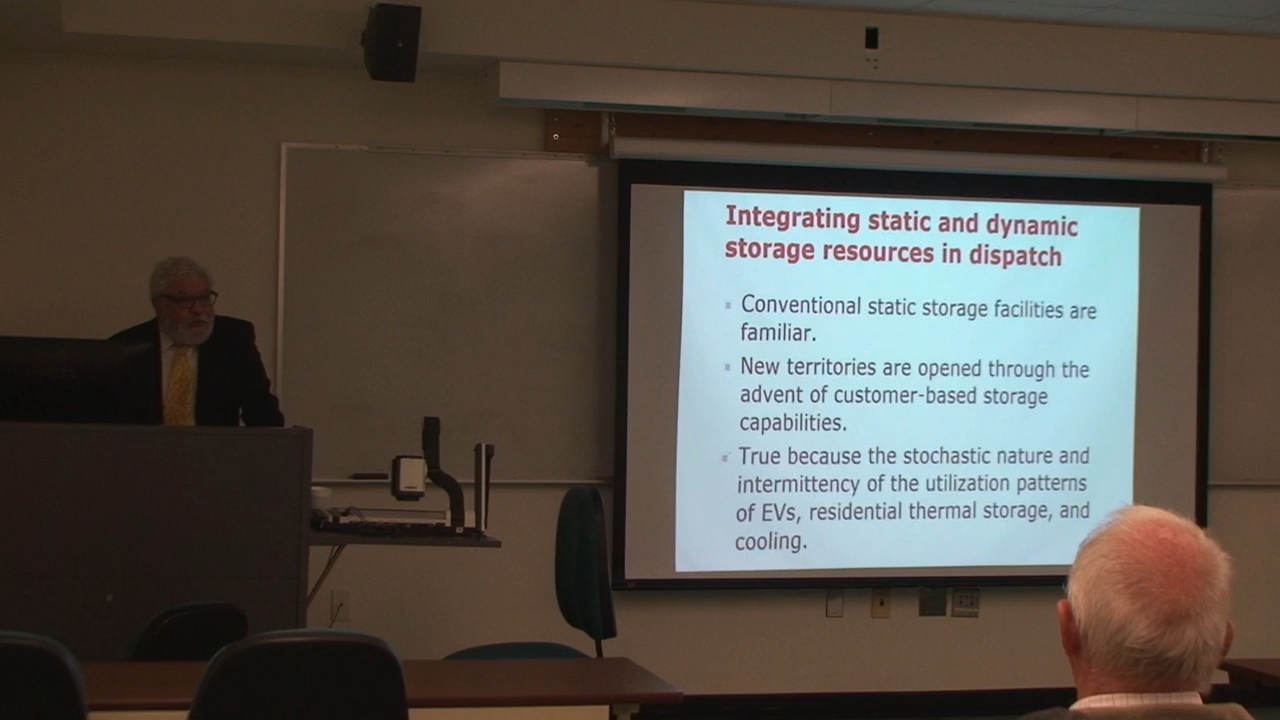 Integrating static and dynamic
storage resources in dispatch
Conventional static storage facilities are
familiar.
New territories are opened through the
advent of customer-based storage
capabilities.
True because the stochastic nature and
intermittency of the utilization patterns
of EVs, residential thermal storage, and
cooling.